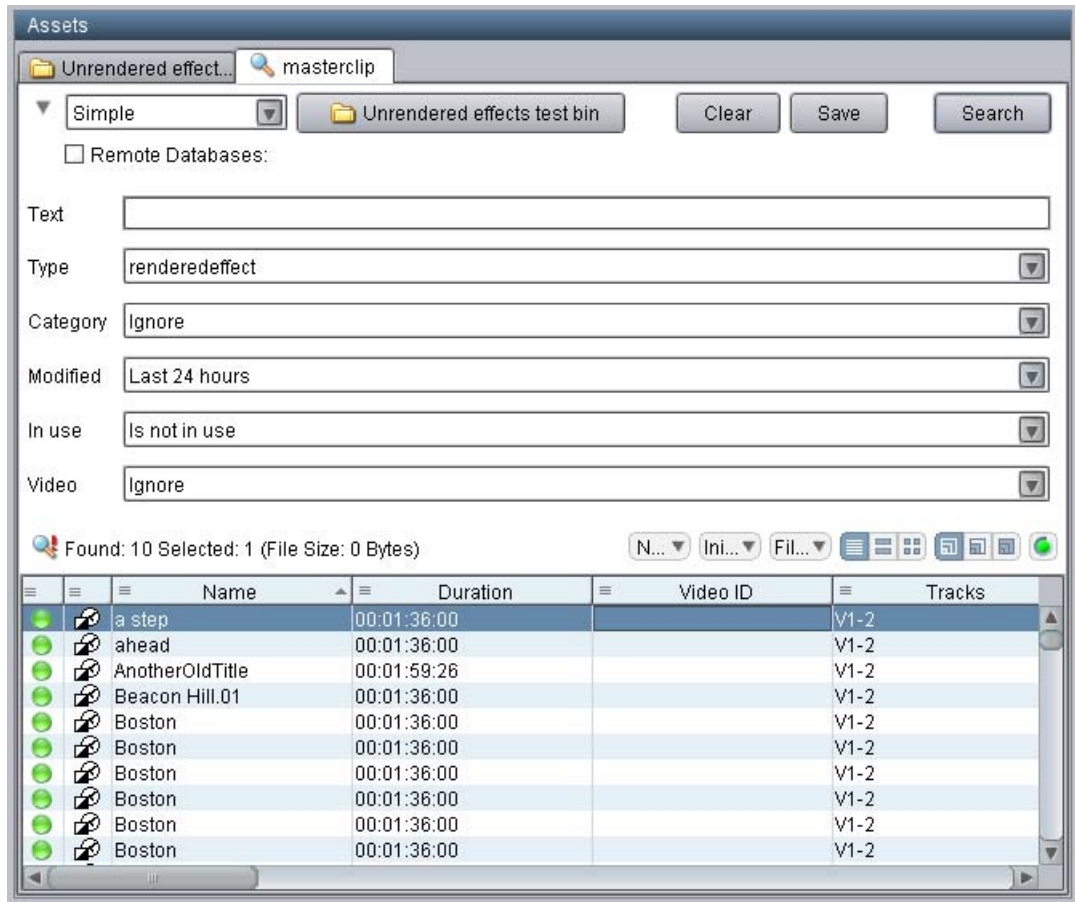 Assets
Unrendered effect... masterclip
Simple Unrendered effects test bin Clear Save Search
Remote Databases:
Text
Type renderedeffect
Category Ignore
Modified Last 24 hours
In use Is not in use
Video Ignore
Found: 10 Selected: 1 (File Size: 0 Bytes) N... Ini... Fil...
Name Duration Video ID Tracks
a step 00:01:36:00 V1-2
ahead 00:01:36:00 V1-2
AnotherOldTitle 00:01:59:26 V1-2
Beacon Hill.01 00:01:36:00 V1-2
Boston 00:01:36:00 V1-2
Boston 00:01:36:00 V1-2
Boston 00:01:36:00 V1-2
Boston 00:01:36:00 V1-2
Boston 00:01:36:00 V1-2
Boston 00:01:36:00 V1-2